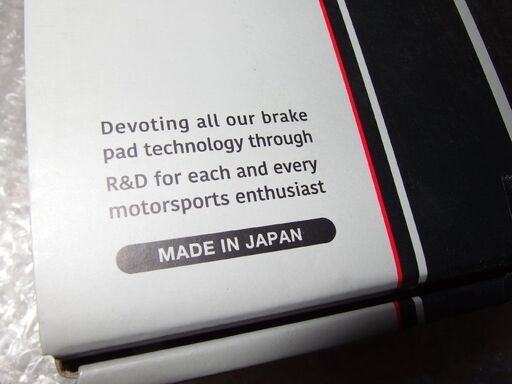 Devoting all our brake
pad technology through
R&D for each and every
motorsports enthusiast
MADE IN JAPAN